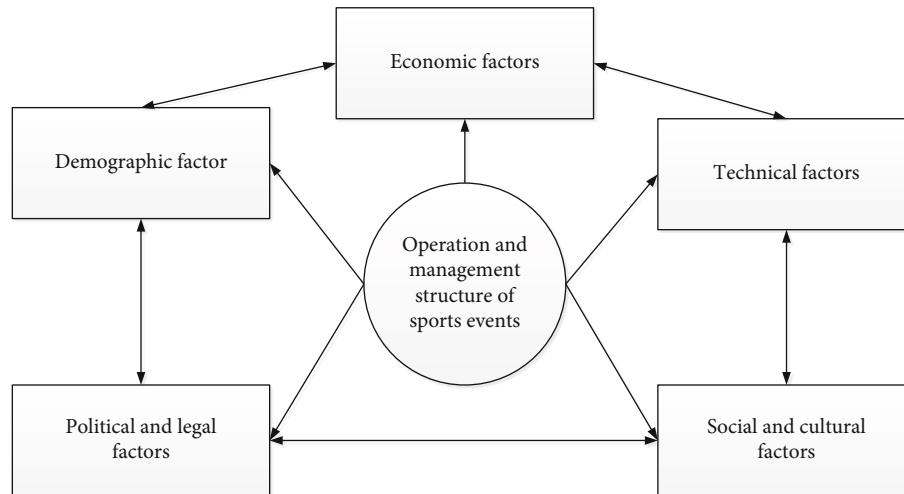 Economic factors
Demographic factor
Technical factors
Operation and
management
structure of
sports events
Political and legal
factors
Social and cultural
factors